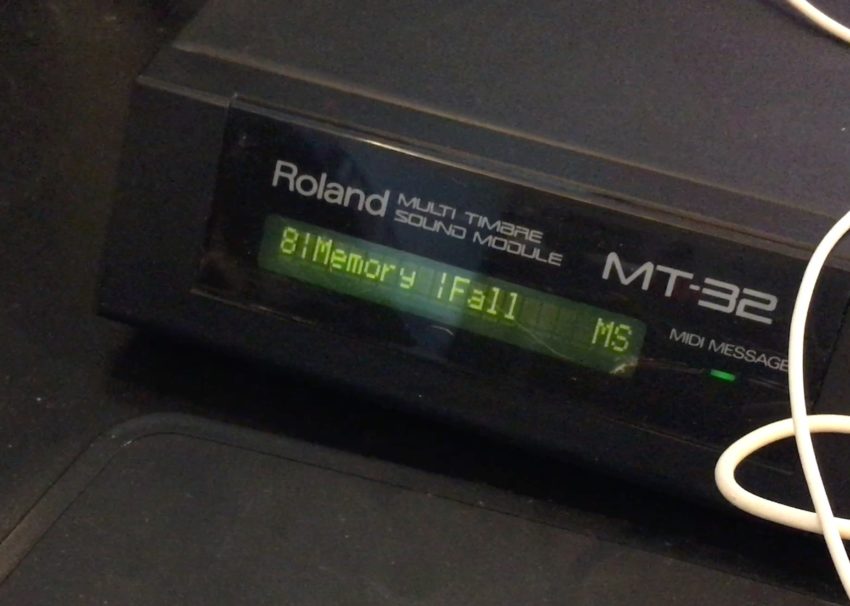 Roland
MULTI TIMBRE
SOUND MODULE
MT-32
8|Memory |Fall MS
MIDI MESSAGE